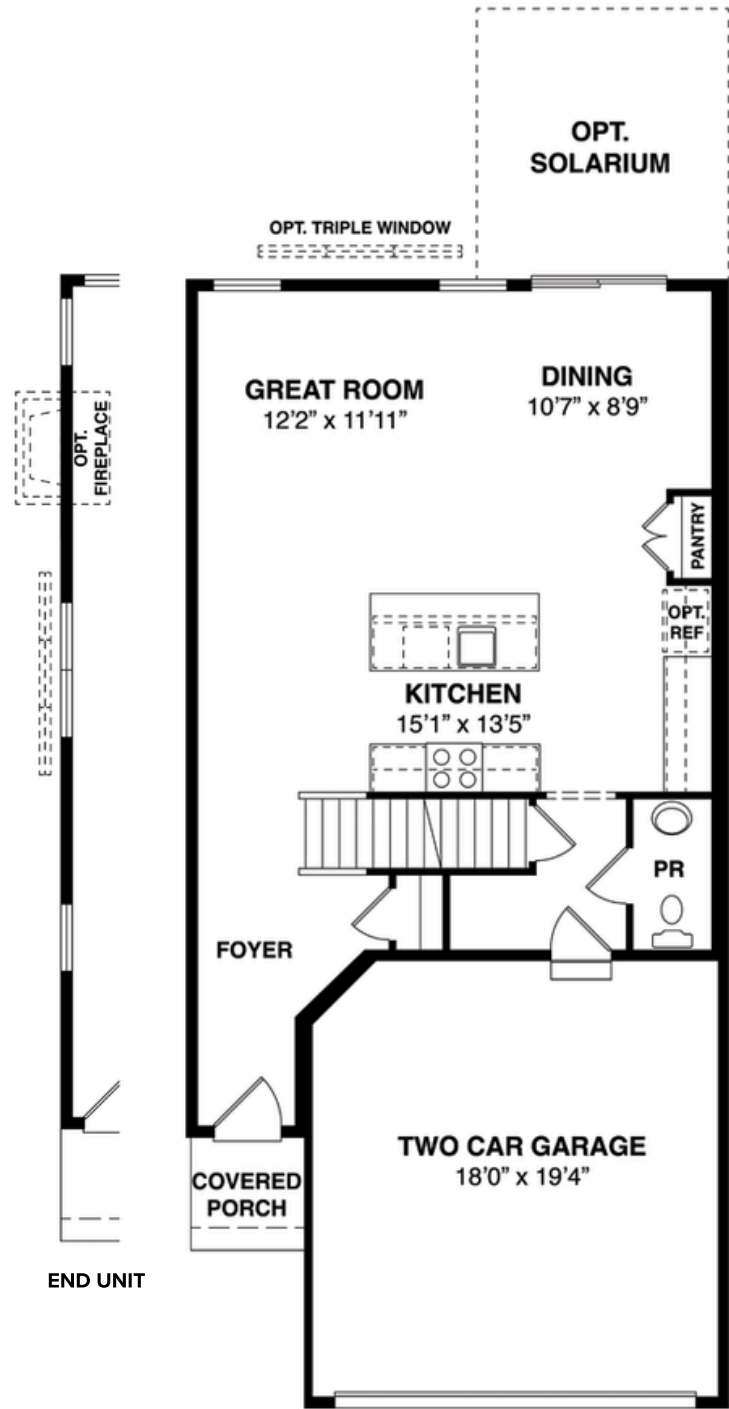 OPT.
SOLARIUM
OPT. TRIPLE WINDOW
GREAT ROOM
12'2” x 11'11”
DINING
10'7” x 8'9”
OPT.
FIREPLACE
PANTRY
OPT.
REF
KITCHEN
15'1” x 13'5”
PR
FOYER
TWO CAR GARAGE
18'0” x 19'4”
COVERED
PORCH
END UNIT